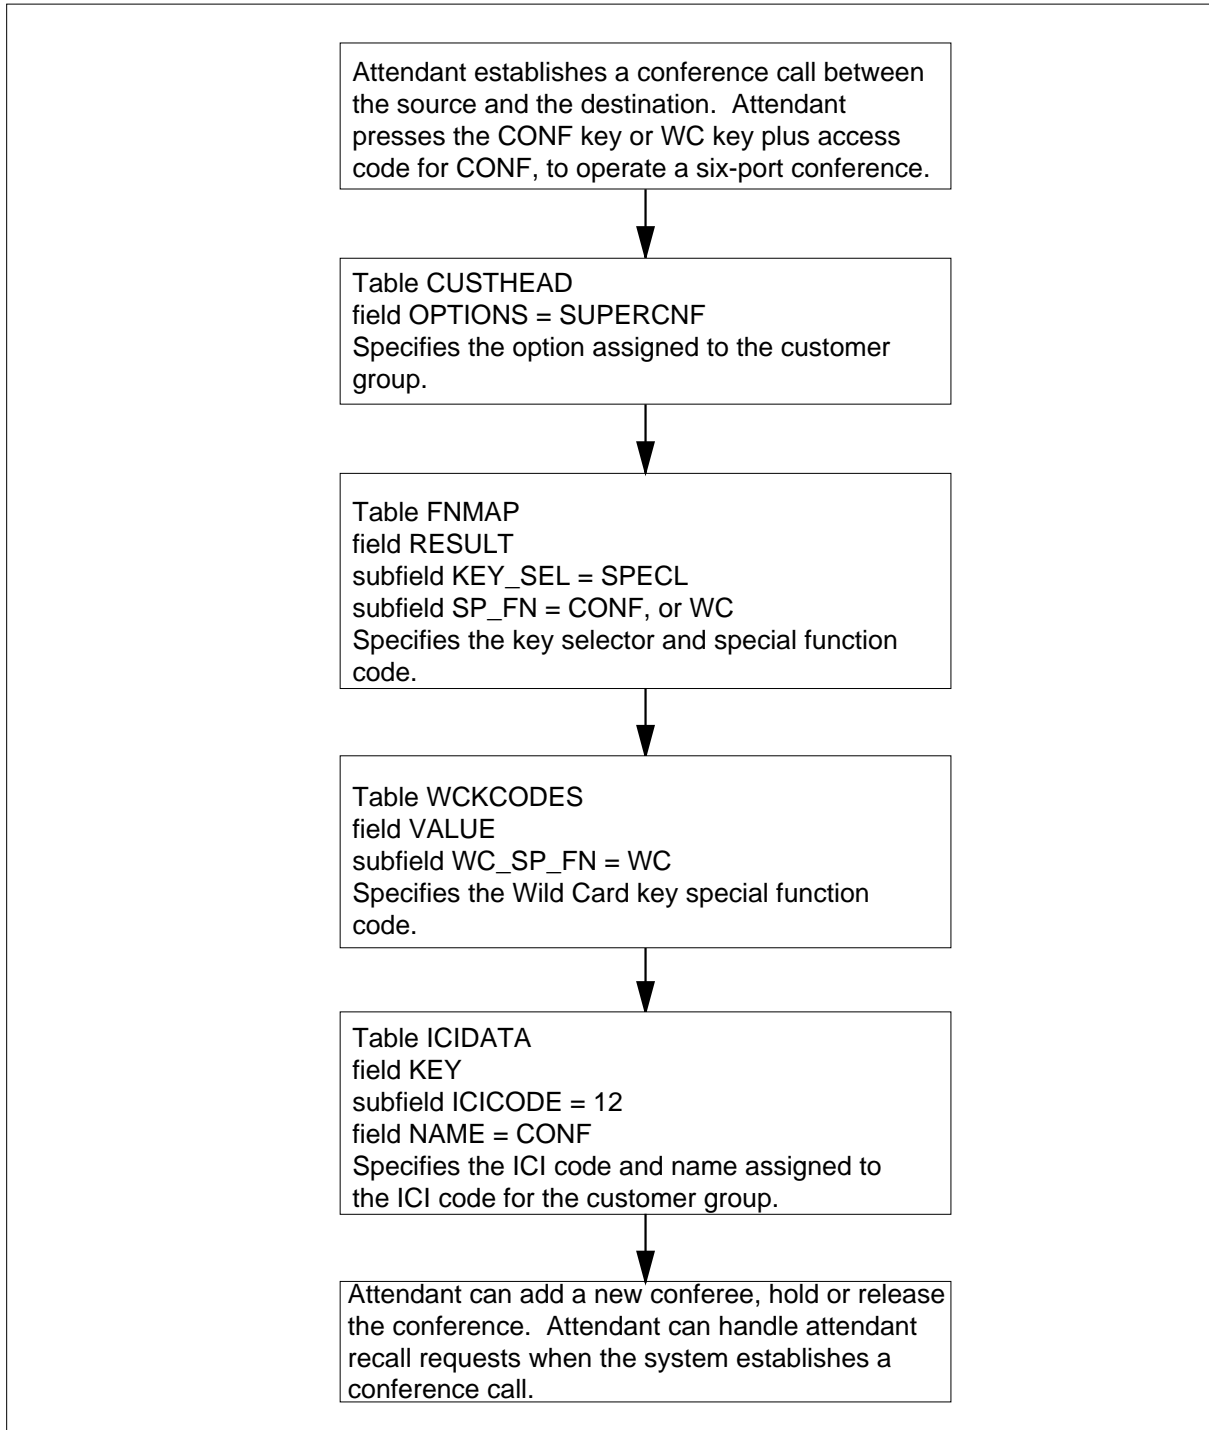 Attendant establishes a conference call between
the source and the destination.  Attendant
presses the CONF key or WC key plus access
code for CONF, to operate a six-port conference.
Table CUSTHEAD
field OPTIONS = SUPERCNF
Specifies the option assigned to the customer
group.
Table FNMAP
field RESULT
subfield KEY_SEL = SPECL
subfield SP_FN = CONF, or WC
Specifies the key selector and special function
code.
Table WCKCODES
field VALUE
subfield WC_SP_FN = WC
Specifies the Wild Card key special function
code.
Table ICIDATA
field KEY
subfield ICICODE = 12
field NAME = CONF
Specifies the ICI code and name assigned to
the ICI code for the customer group.
Attendant can add a new conferee, hold or release
the conference.  Attendant can handle attendant
recall requests when the system establishes a
conference call.